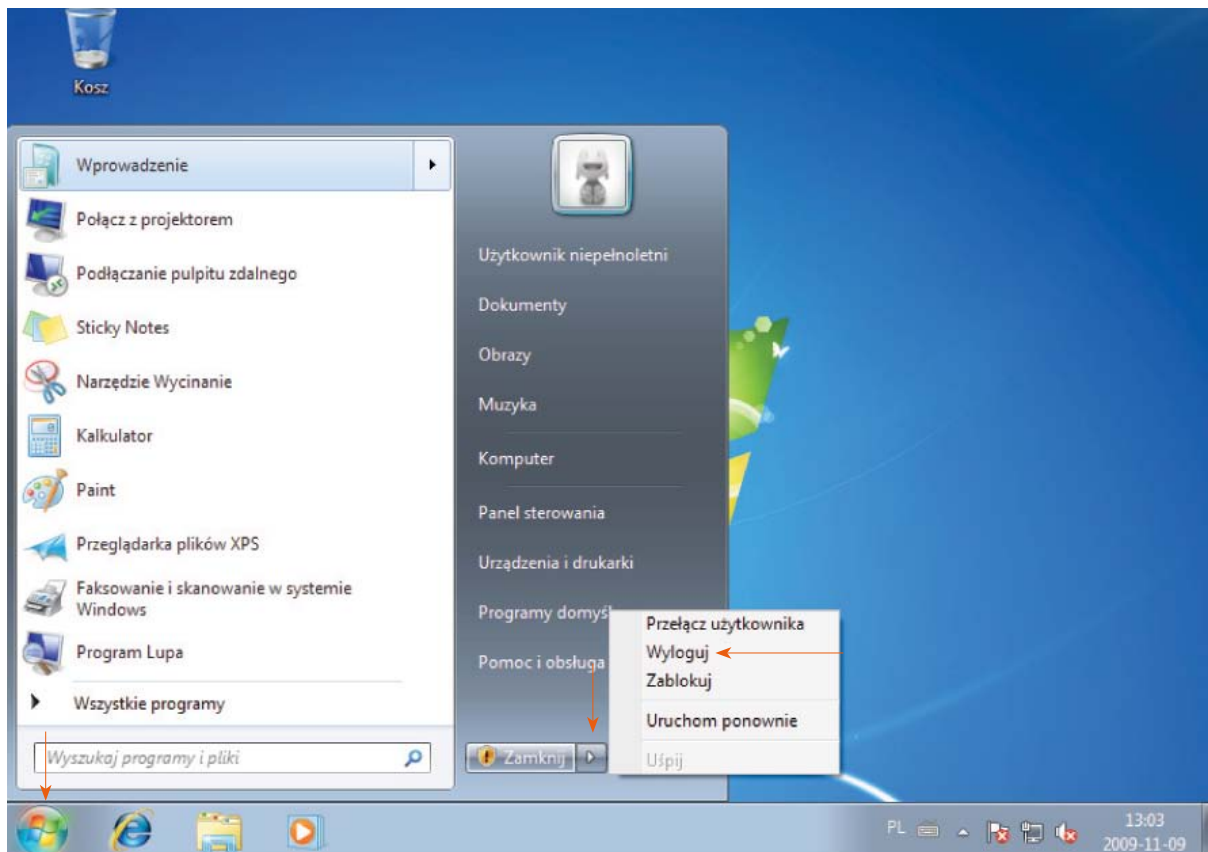 Kosz
Wprowadzenie
Połącz z projektorem
Podłączanie pulpitu zdalnego
Sticky Notes
Narzędzie Wycinanie
Kalkulator
Paint
Przeglądarka plików XPS
Faksowanie i skanowanie w systemie
Windows
Program Lupa
Wszystkie programy
Wyszukaj programy i pliki
Użytkownik niepełnoletni
Dokumenty
Obrazy
Muzyka
Komputer
Panel sterowania
Urządzenia i drukarki
Programy domyśl
Pomoc i obsługa
Zamknij
Przełącz użytkownika
Wyloguj
Zablokuj
Uruchom ponownie
Uśpij
PL
13:03
2009-11-09